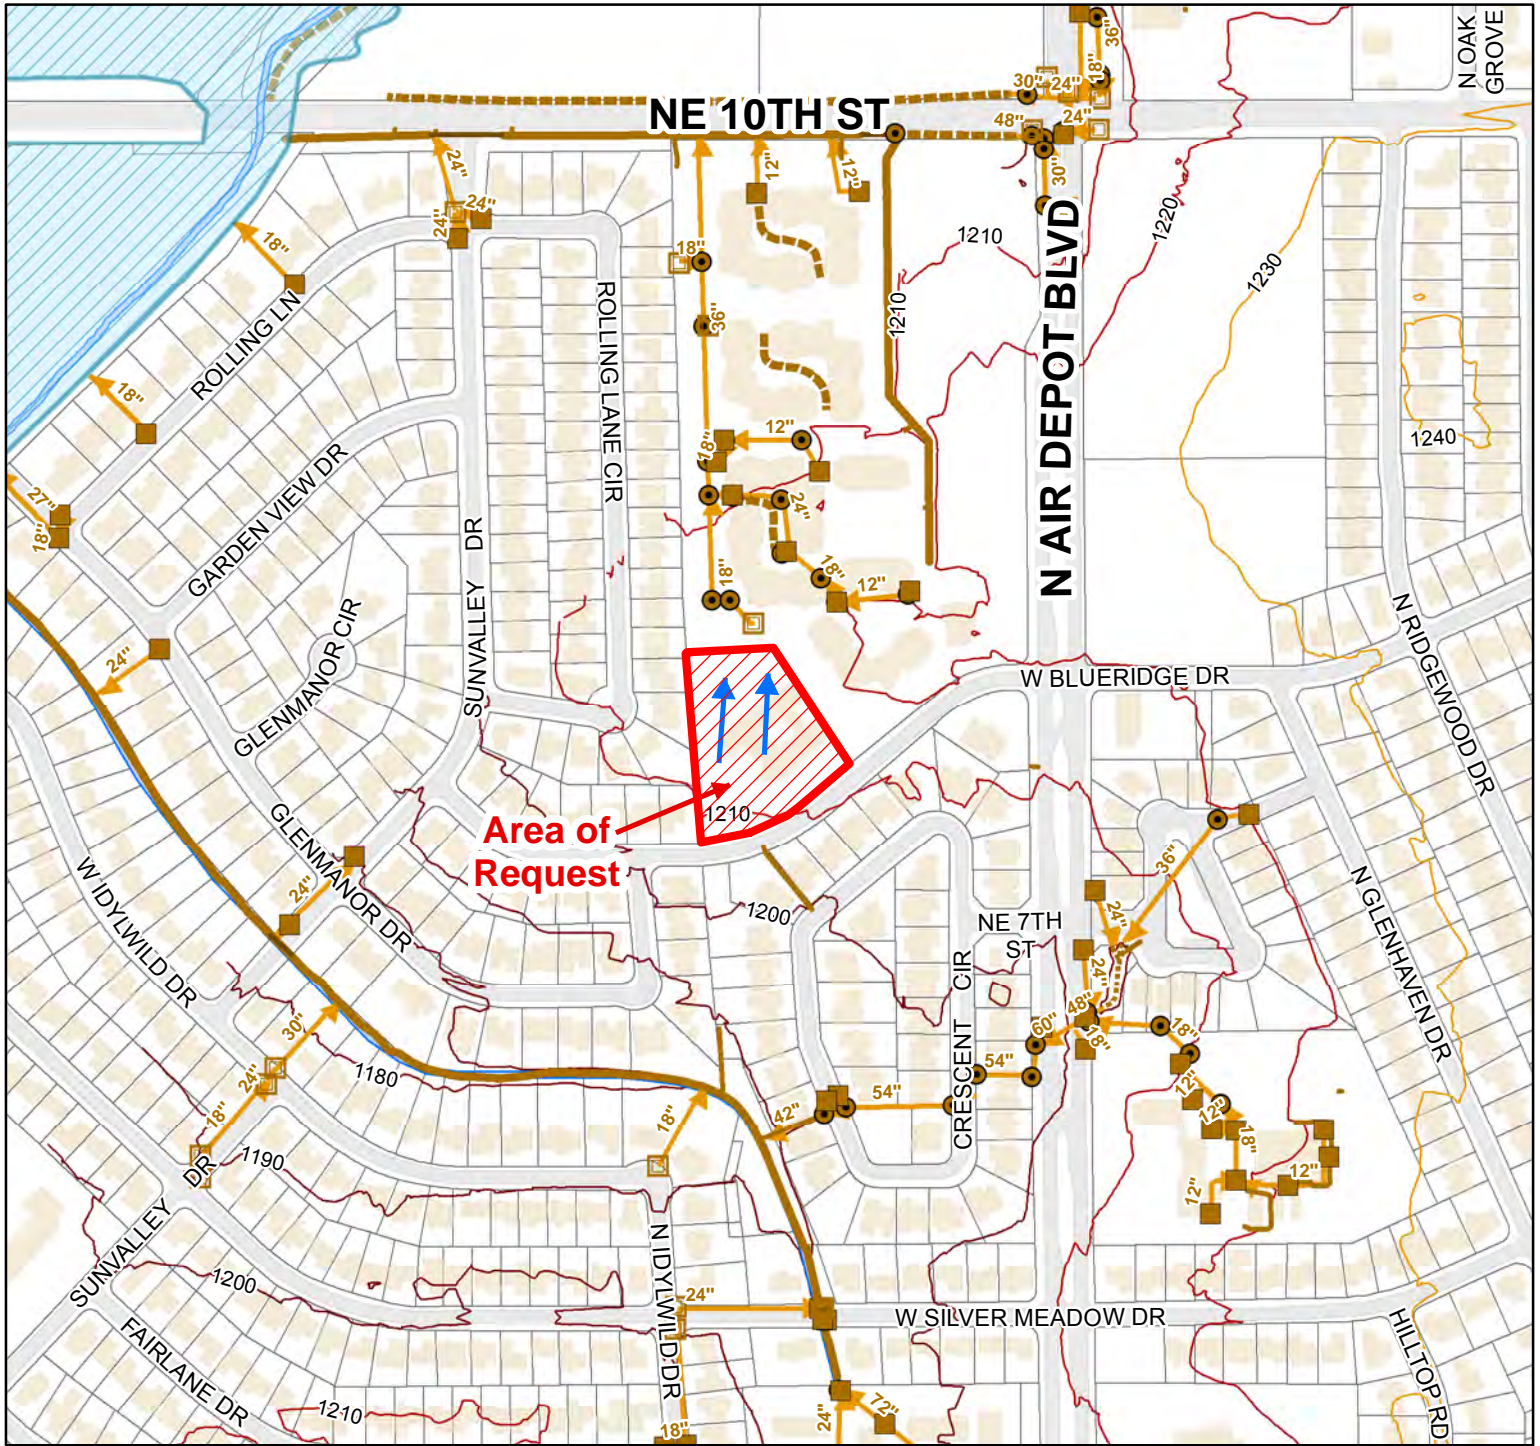 36"
N OAK
GROVE
30"
24"
18"
NE 10TH ST
48"
24"
24"
12"
12"
30"
24"
24"
18"
18"
1210
N AIR DEPOT BLVD
1220
1230
ROLLING LN
ROLLING LANE CIR
36"
1210
18"
12"
18"
1240
GARDEN VIEW DR
27"
18"
SUNVALLEY DR
24"
18"
18"
12"
GLENMANOR CIR
24"
N RIDGEWOOD DR
W BLUERIDGE DR
GLENMANOR DR
1210
Area of
Request
W IDYLWILD DR
24"
36"
24"
1200
NE 7TH
ST
N GLENHAVEN DR
CRESCENT CIR
24"
48"
60"
18"
18"
30"
24"
1180
54"
54"
42"
18"
18"
12"
12"
18"
12"
12"
1190
SUNVALLEY DR
1200
N IDYLWILD DR
24"
W SILVER MEADOW DR
HILLTOP RD
FAIRLANE DR
1210
18"
24"
72"